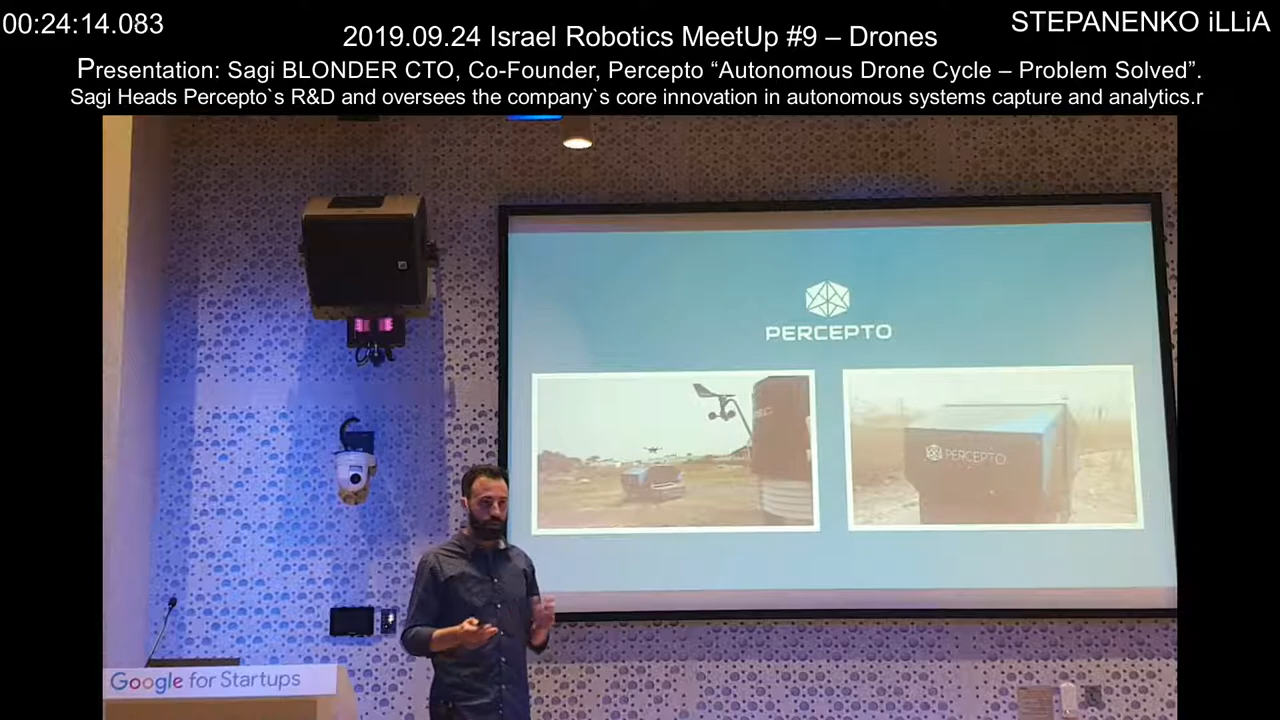 00:24:14.083
STEPANENKO iLLiA
2019.09.24 Israel Robotics MeetUp #9 – Drones
Presentation: Sagi BLONDER CTO, Co-Founder, Percepto “Autonomous Drone Cycle – Problem Solved”.
Sagi Heads Percepto`s R&D and oversees the company`s core innovation in autonomous systems capture and analytics.r
PERCEPTO
PERCEPTO
Google for Startups